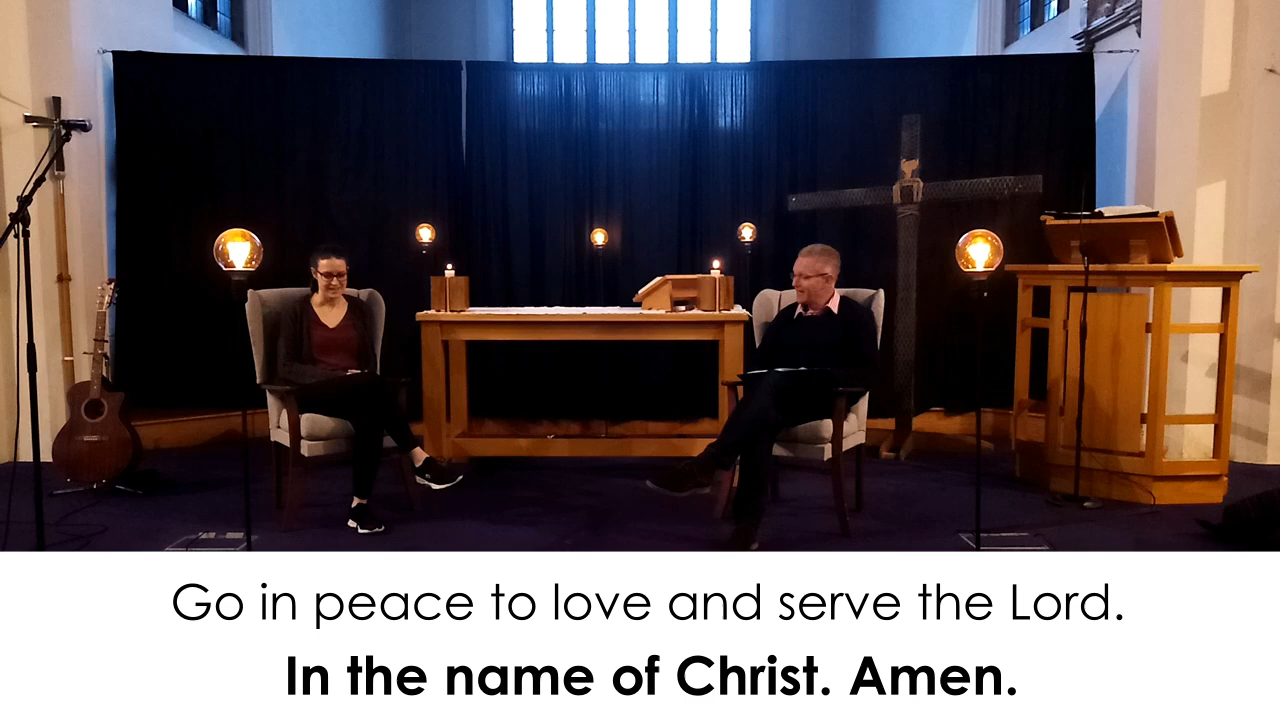 Go in peace to love and serve the Lord.
In the name of Christ. Amen.